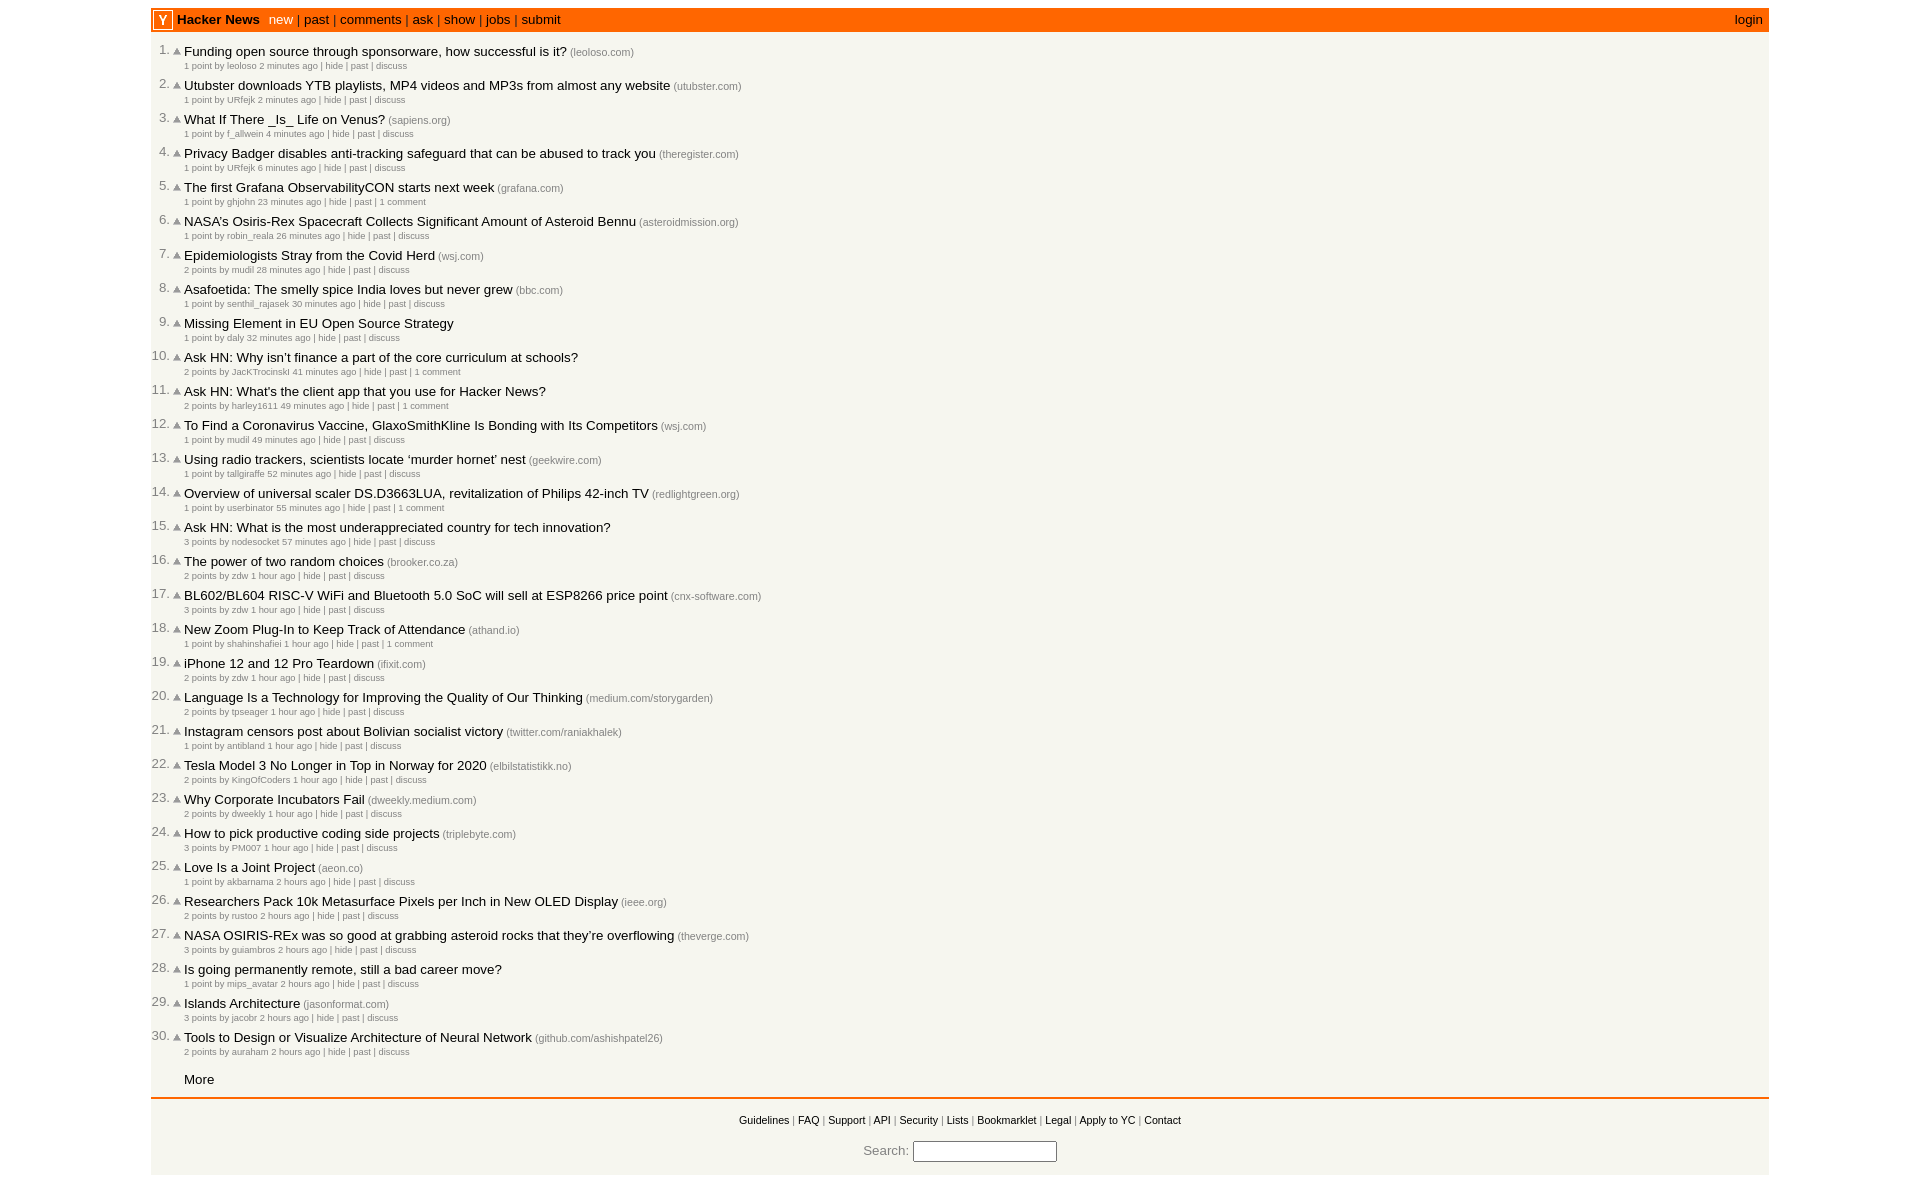 Y Hacker News new | past | comments | ask | show | jobs | submit login
1. Funding open source through sponsorware, how successful is it? (leoloso.com)
1 point by leoloso 2 minutes ago | hide | past | discuss
2. Utubster downloads YTB playlists, MP4 videos and MP3s from almost any website (utubster.com)
1 point by URfejk 2 minutes ago | hide | past | discuss
3. What If There _Is_ Life on Venus? (sapiens.org)
1 point by f_allwein 4 minutes ago | hide | past | discuss
4. Privacy Badger disables anti-tracking safeguard that can be abused to track you (theregister.com)
1 point by URfejk 6 minutes ago | hide | past | discuss
5. The first Grafana ObservabilityCON starts next week (grafana.com)
1 point by ghjohn 23 minutes ago | hide | past | 1 comment
6. NASA’s Osiris-Rex Spacecraft Collects Significant Amount of Asteroid Bennu (asteroidmission.org)
1 point by robin_reala 26 minutes ago | hide | past | discuss
7. Epidemiologists Stray from the Covid Herd (wsj.com)
2 points by mudil 28 minutes ago | hide | past | discuss
8. Asafoetida: The smelly spice India loves but never grew (bbc.com)
1 point by senthil_rajasek 30 minutes ago | hide | past | discuss
9. Missing Element in EU Open Source Strategy
1 point by daly 32 minutes ago | hide | past | discuss
10. Ask HN: Why isn’t finance a part of the core curriculum at schools?
2 points by JacKTrocinskI 41 minutes ago | hide | past | 1 comment
11. Ask HN: What's the client app that you use for Hacker News?
2 points by harley1611 49 minutes ago | hide | past | 1 comment
12. To Find a Coronavirus Vaccine, GlaxoSmithKline Is Bonding with Its Competitors (wsj.com)
1 point by mudil 49 minutes ago | hide | past | discuss
13. Using radio trackers, scientists locate ‘murder hornet’ nest (geekwire.com)
1 point by tallgiraffe 52 minutes ago | hide | past | discuss
14. Overview of universal scaler DS.D3663LUA, revitalization of Philips 42-inch TV (redlightgreen.org)
1 point by userbinator 55 minutes ago | hide | past | 1 comment
15. Ask HN: What is the most underappreciated country for tech innovation?
3 points by nodesocket 57 minutes ago | hide | past | discuss
16. The power of two random choices (brooker.co.za)
2 points by zdw 1 hour ago | hide | past | discuss
17. BL602/BL604 RISC-V WiFi and Bluetooth 5.0 SoC will sell at ESP8266 price point (cnx-software.com)
3 points by zdw 1 hour ago | hide | past | discuss
18. New Zoom Plug-In to Keep Track of Attendance (athand.io)
1 point by shahinshafiei 1 hour ago | hide | past | 1 comment
19. iPhone 12 and 12 Pro Teardown (ifixit.com)
2 points by zdw 1 hour ago | hide | past | discuss
20. Language Is a Technology for Improving the Quality of Our Thinking (medium.com/storygarden)
2 points by tpseager 1 hour ago | hide | past | discuss
21. Instagram censors post about Bolivian socialist victory (twitter.com/raniakhalek)
1 point by antibland 1 hour ago | hide | past | discuss
22. Tesla Model 3 No Longer in Top in Norway for 2020 (elbilstatistikk.no)
2 points by KingOfCoders 1 hour ago | hide | past | discuss
23. Why Corporate Incubators Fail (dweekly.medium.com)
2 points by dweekly 1 hour ago | hide | past | discuss
24. How to pick productive coding side projects (triplebyte.com)
3 points by PM007 1 hour ago | hide | past | discuss
25. Love Is a Joint Project (aeon.co)
1 point by akbarnama 2 hours ago | hide | past | discuss
26. Researchers Pack 10k Metasurface Pixels per Inch in New OLED Display (ieee.org)
2 points by rustoo 2 hours ago | hide | past | discuss
27. NASA OSIRIS-REx was so good at grabbing asteroid rocks that they’re overflowing (theverge.com)
3 points by guiambros 2 hours ago | hide | past | discuss
28. Is going permanently remote, still a bad career move?
1 point by mips_avatar 2 hours ago | hide | past | discuss
29. Islands Architecture (jasonformat.com)
3 points by jacobr 2 hours ago | hide | past | discuss
30. Tools to Design or Visualize Architecture of Neural Network (github.com/ashishpatel26)
2 points by auraham 2 hours ago | hide | past | discuss
More
Guidelines | FAQ | Support | API | Security | Lists | Bookmarklet | Legal | Apply to YC | Contact
Search: